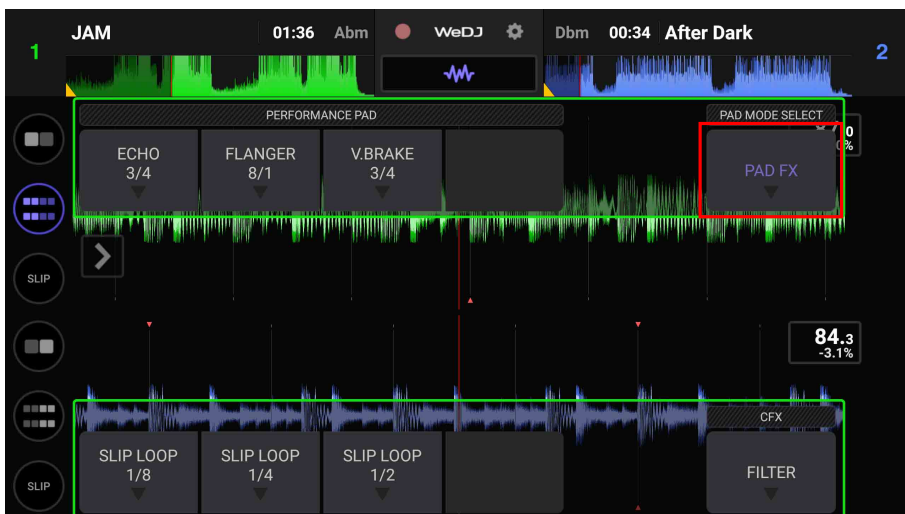 1
JAM
01:36
Abm
WeDJ
Dbm
00:34
After Dark
2
PERFORMANCE PAD
PAD MODE SELECT
ECHO
3/4
FLANGER
8/1
V.BRAKE
3/4
PAD FX
SLIP
84.3
-3.1%
CFX
SLIP LOOP
1/8
SLIP LOOP
1/4
SLIP LOOP
1/2
FILTER
SLIP